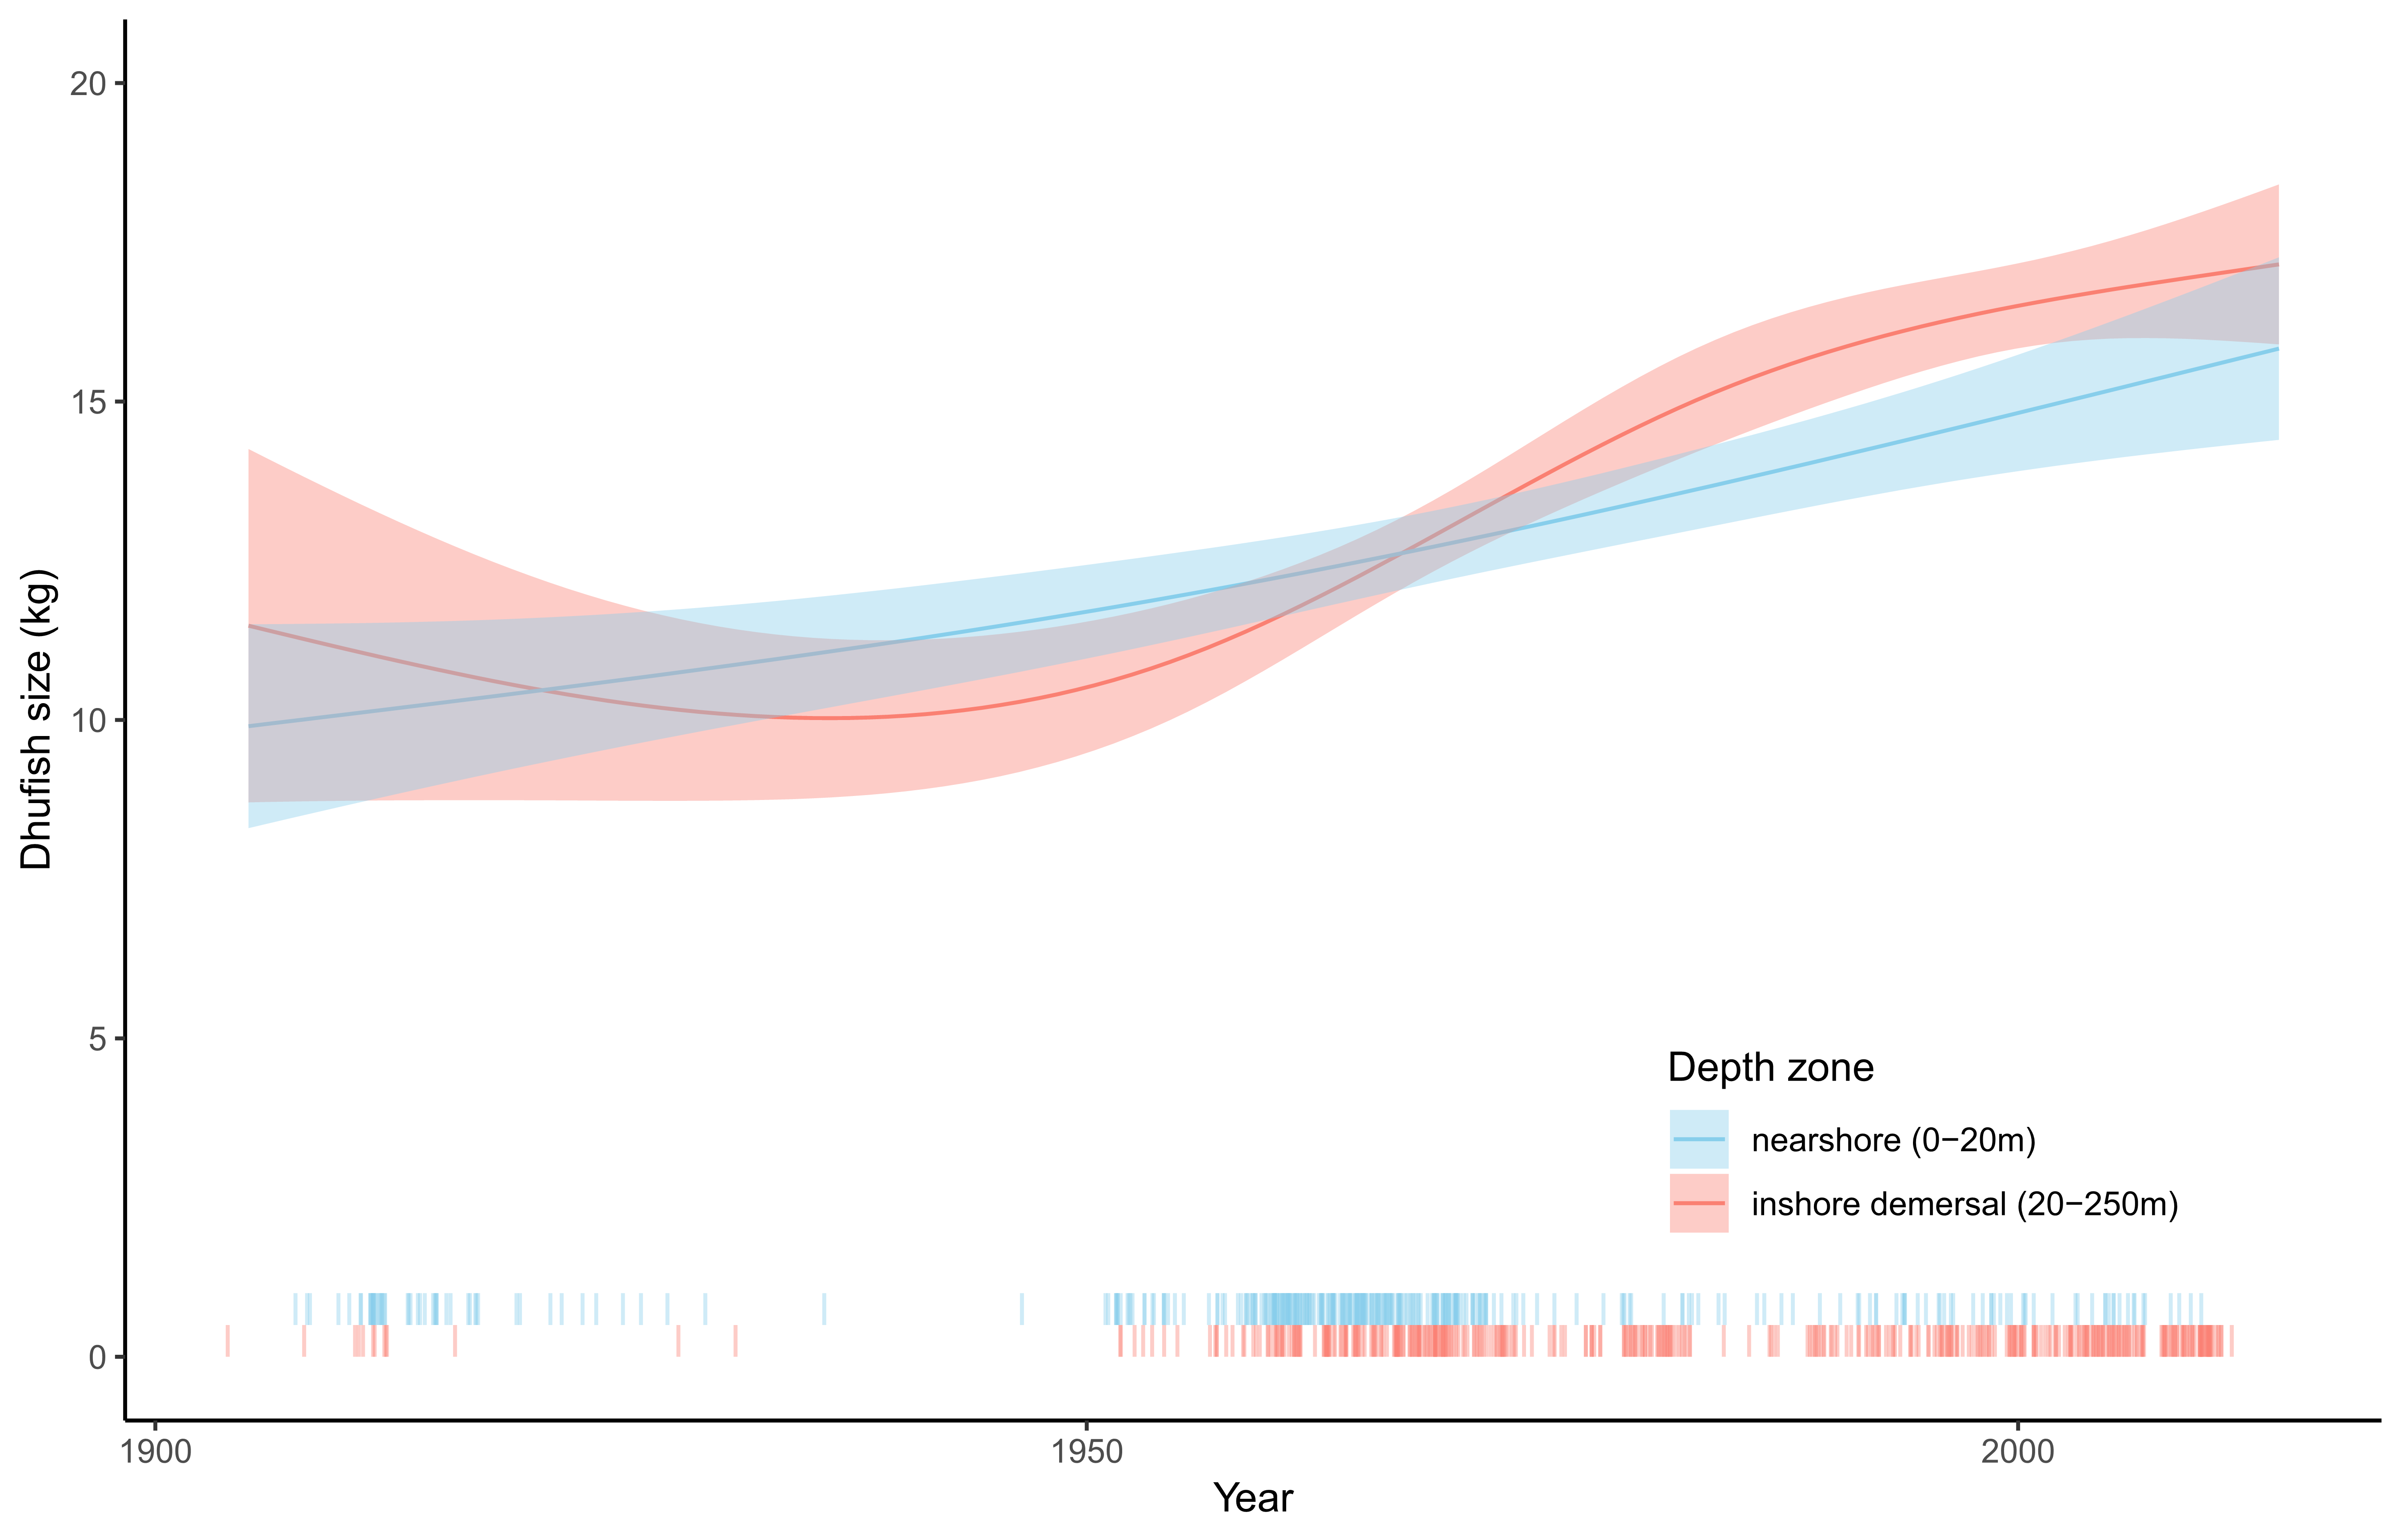 20
15
10
5
0
Dhufish size (kg)
Depth zone
nearshore (0−20m)
inshore demersal (20−250m)
1900
1950
2000
Year